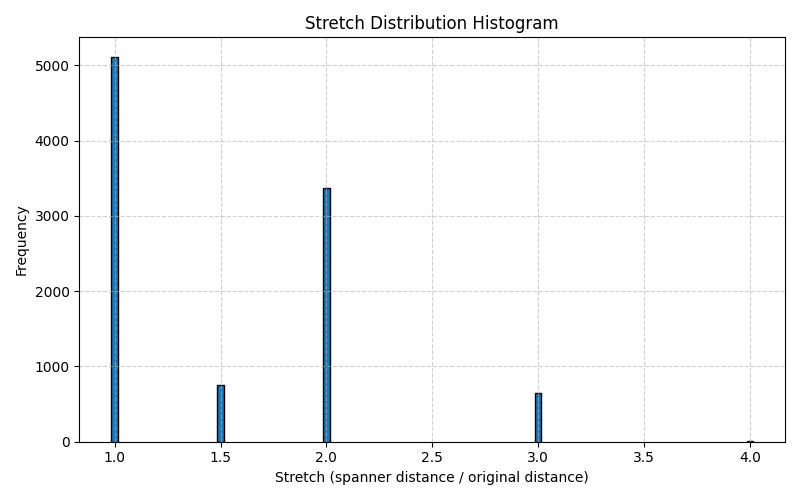 Stretch Distribution Histogram
Frequency
5000
4000
3000
2000
1000
0
1.0 1.5 2.0 2.5 3.0 3.5 4.0
Stretch (spanner distance / original distance)